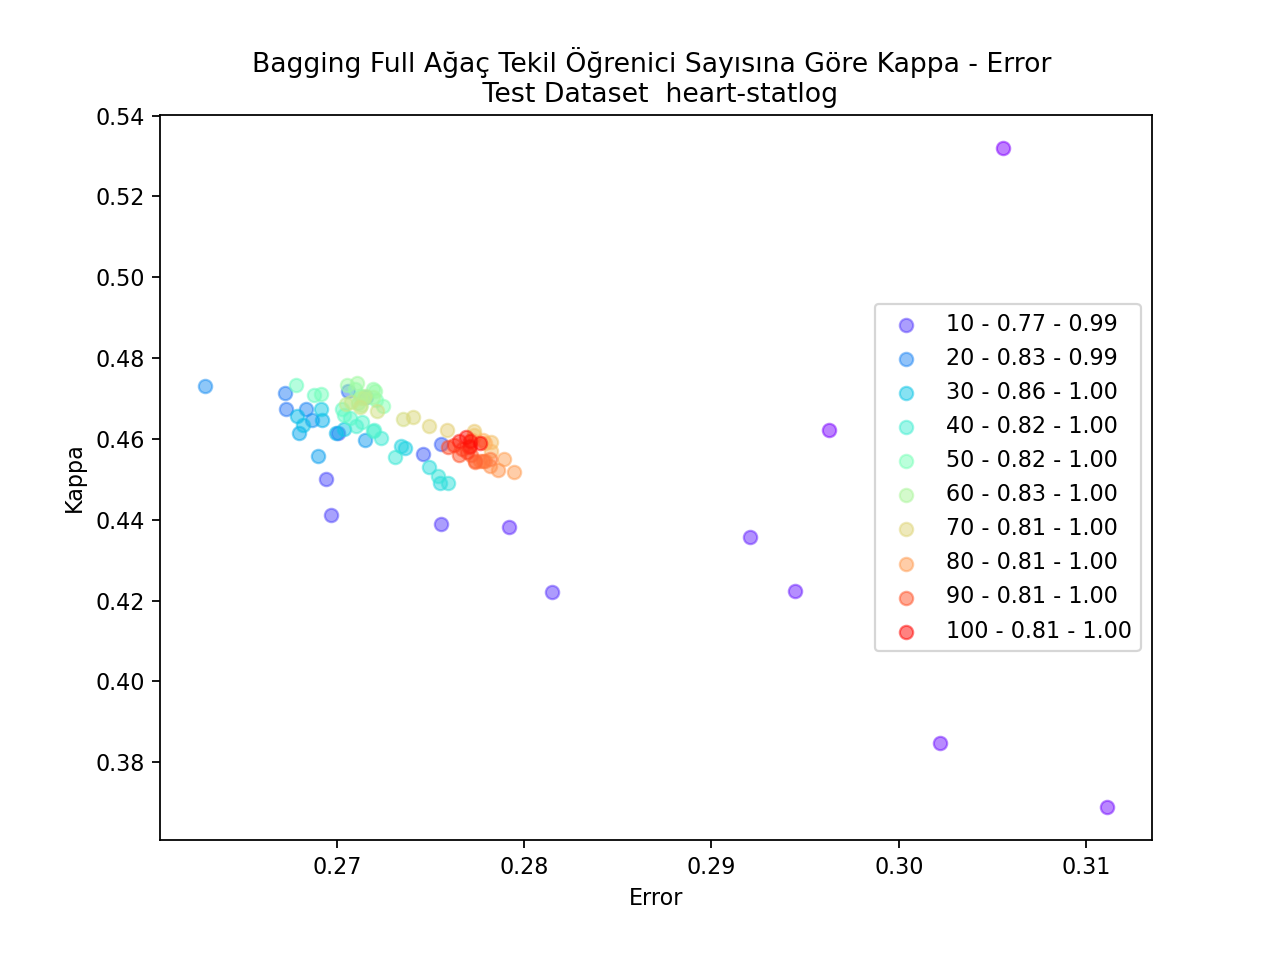 Bagging Full Ağaç Tekil Öğrenici Sayısına Göre Kappa - Error
Test Dataset  heart-statlog
0.54
0.52
0.50
0.48
0.46
0.44
0.42
0.40
0.38
Kappa
10 - 0.77 - 0.99
20 - 0.83 - 0.99
30 - 0.86 - 1.00
40 - 0.82 - 1.00
50 - 0.82 - 1.00
60 - 0.83 - 1.00
70 - 0.81 - 1.00
80 - 0.81 - 1.00
90 - 0.81 - 1.00
100 - 0.81 - 1.00
0.27 0.28 0.29 0.30 0.31
Error